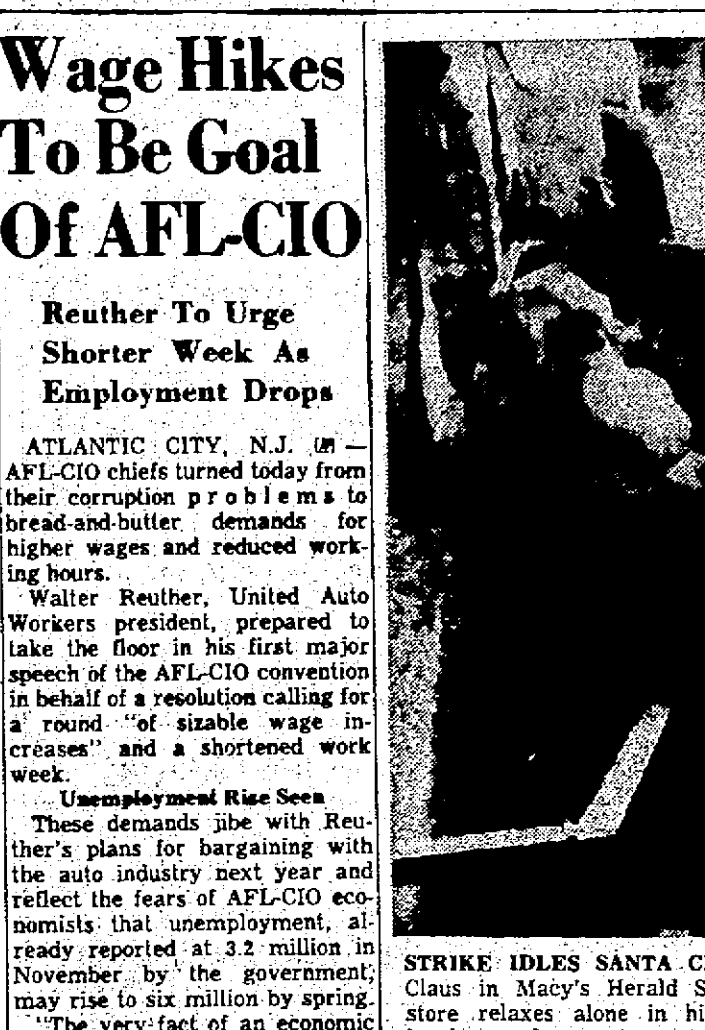 Wage Hikes
To Be Goal
Of AFL-CIO
Reuther To Urge
Shorter Week As
Employment Drops
ATLANTIC CITY, N.J. (AP) —
AFL-CIO chiefs turned today from
their corruption problems to
bread-and-butter demands for
higher wages and reduced work-
ing hours.
Walter Reuther, United Auto
Workers president, prepared to
take the floor in his first major
speech of the AFL-CIO convention
in behalf of a resolution calling for
a round "of sizable wage in-
creases" and a shortened work
week.
Unemployment Rise Seen
These demands jibe with Reu-
ther's plans for bargaining with
the auto industry next year and
reflect the fears of AFL-CIO eco-
nomists that unemployment, al-
ready reported at 3.2 million in
November by the government,
may rise to six million by spring.
"The very fact of an economic
STRIKE IDLES SANTA C
Claus in Macy's Herald S
store relaxes alone in hi